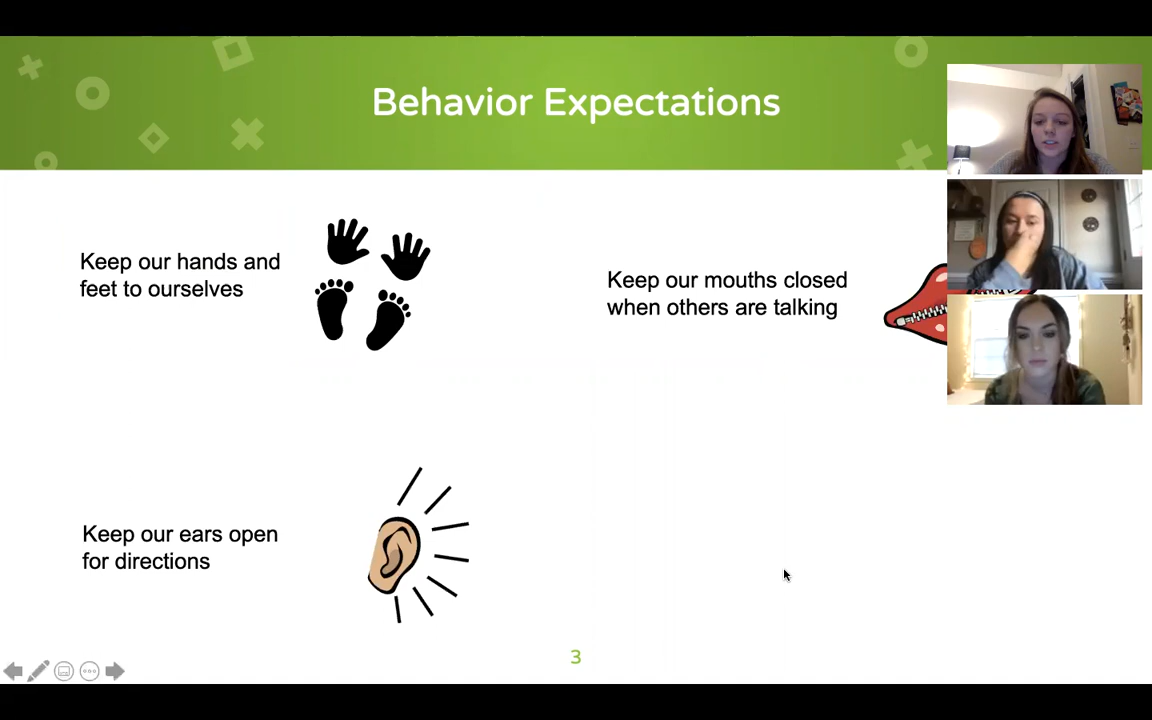 Behavior Expectations
Keep our hands and
feet to ourselves
Keep our mouths closed
when others are talking
Keep our ears open
for directions
3